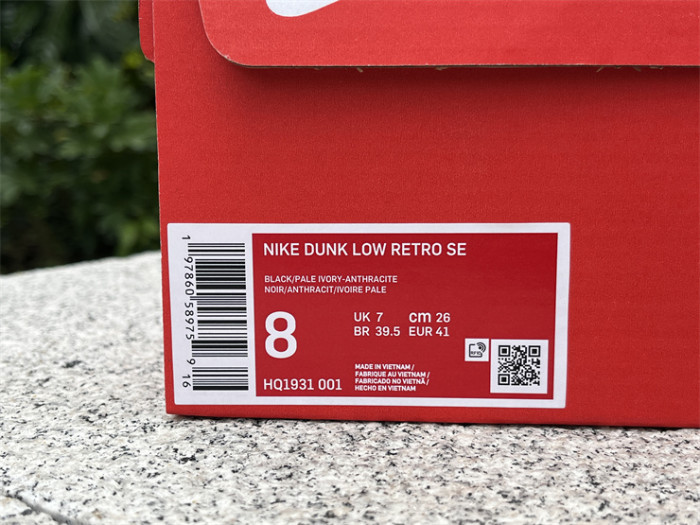 NIKE DUNK LOW RETRO SE
BLACK/PALE IVORY-ANTHRACITE
NOIR/ANTHRACIT/IVOIRE PALE
8
UK 7 cm 26
BR 39.5 EUR 41
HQ1931 001
MADE IN VIETNAM /
FABRIQUE AU VIETNAM /
FABRICADO NO VIETNÃ /
HECHO EN VIETNAM
RFID
1 97860 58975 9 16